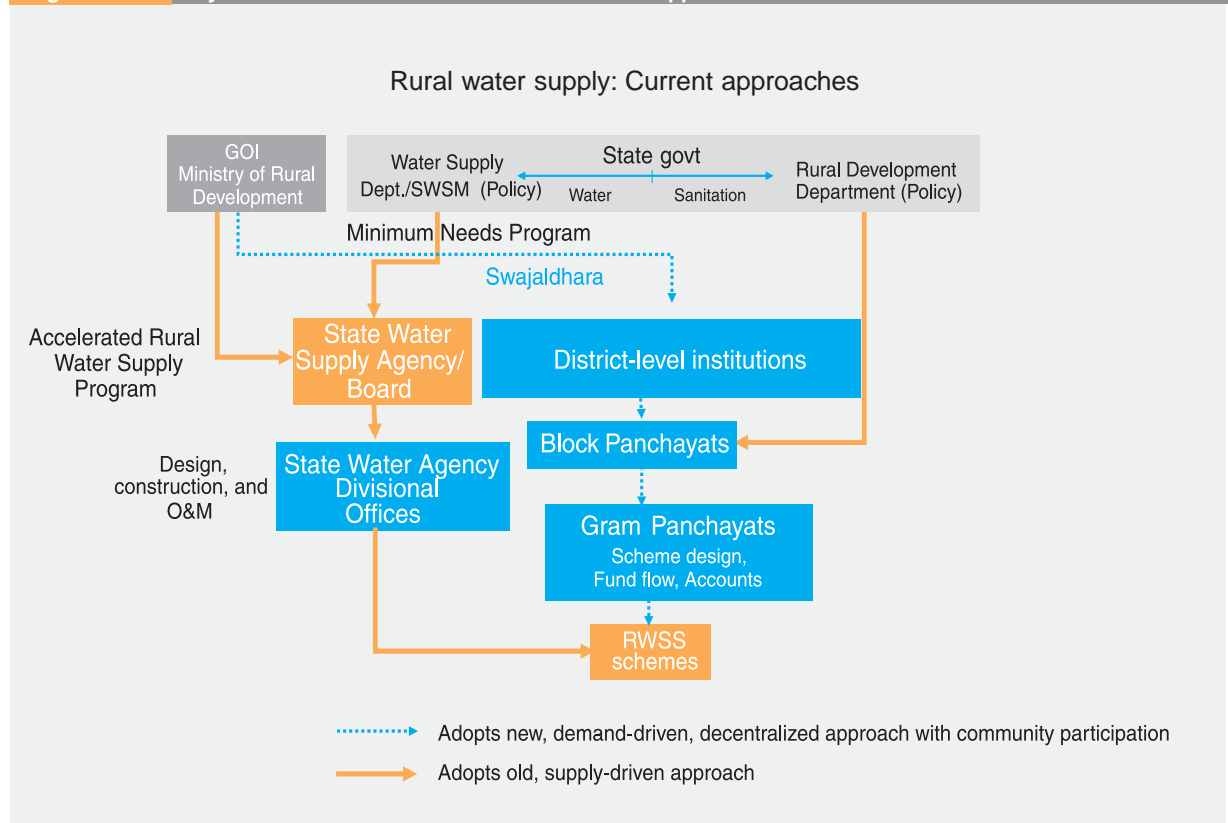 Rural water supply: Current approaches
GOI
Ministry of Rural
Development
Water Supply
Dept./SWSM (Policy)
State govt
Water
Sanitation
Rural Development
Department (Policy)
Minimum Needs Program
Swajaldhara
Accelerated Rural
Water Supply
Program
State Water
Supply Agency/
Board
District-level institutions
Block Panchayats
Design,
construction, and
O&M
State Water Agency
Divisional
Offices
Gram Panchayats
Scheme design,
Fund flow, Accounts
RWSS
schemes
Adopts new, demand-driven, decentralized approach with community participation
Adopts old, supply-driven approach